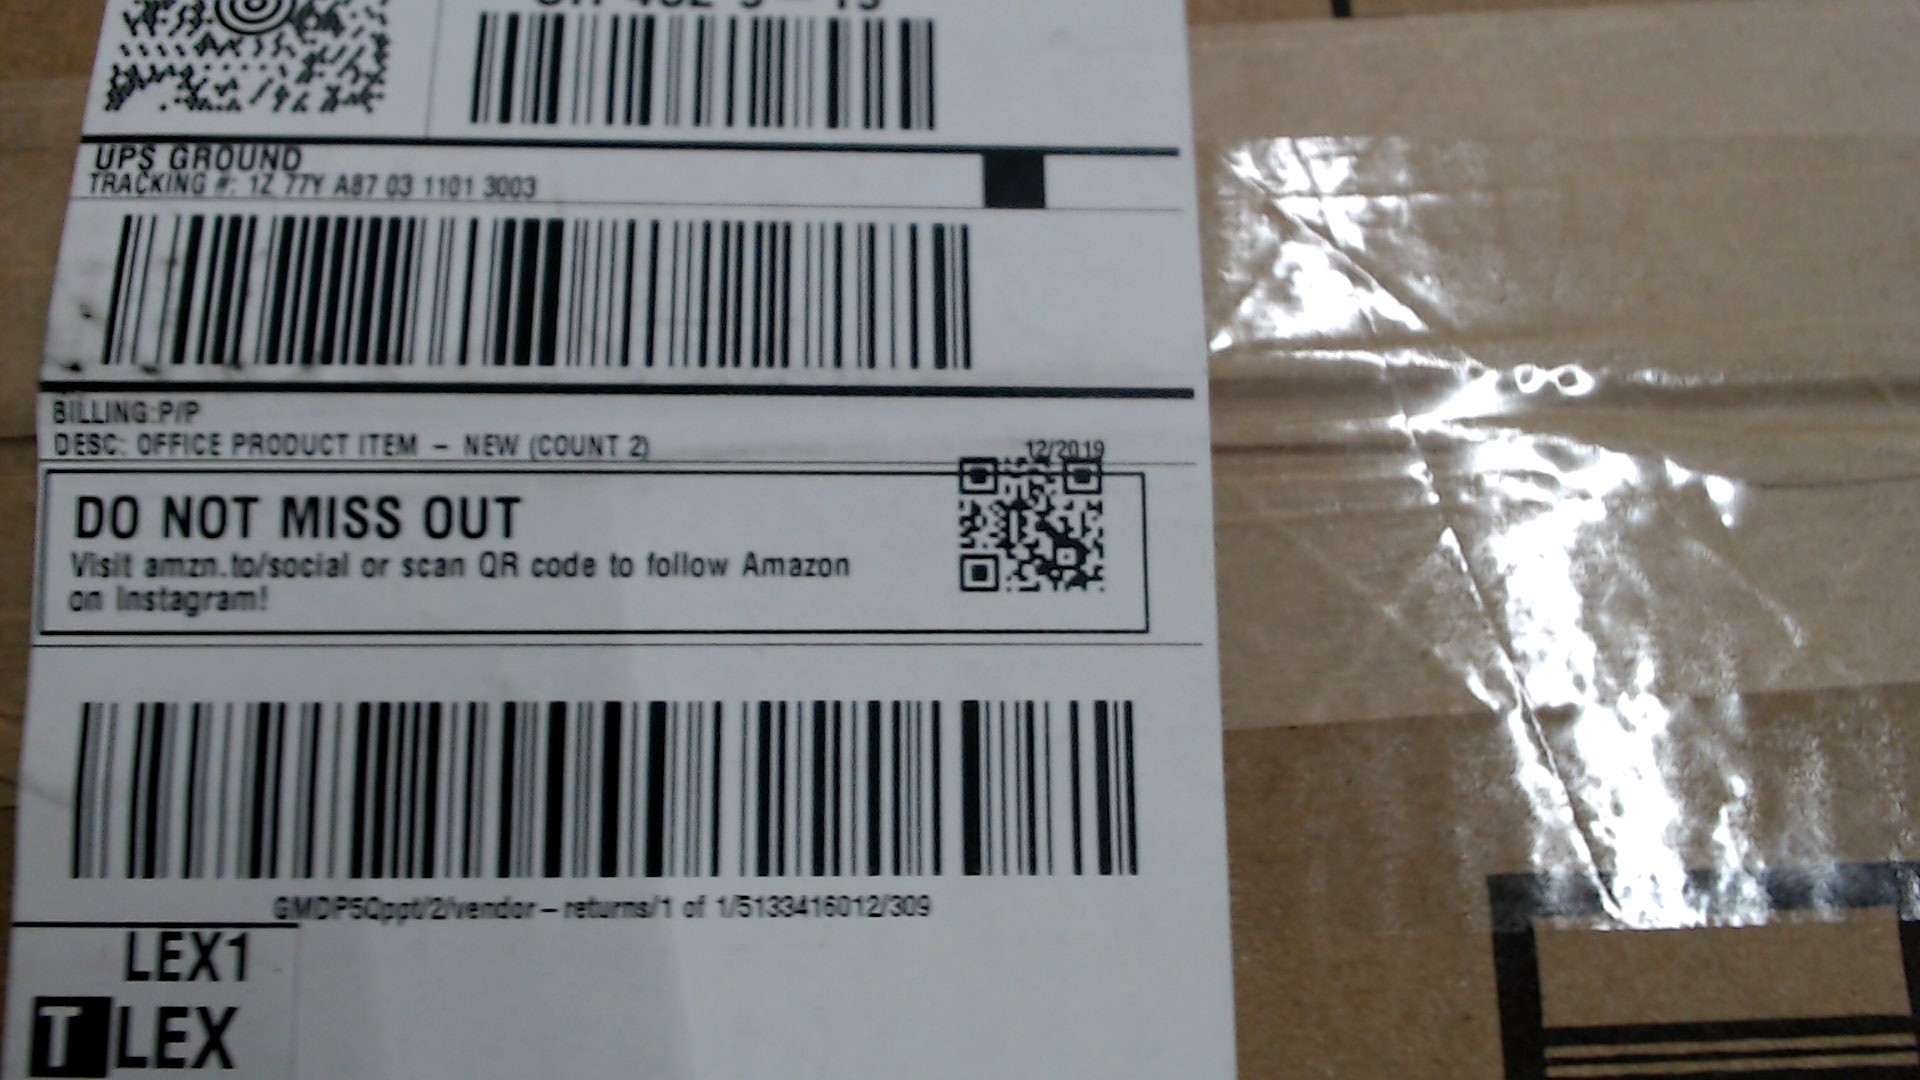 UPS GROUND
TRACKING #: 1Z 77Y A87 03 1101 3003
BILLING:P/P
DESC: OFFICE PRODUCT ITEM – NEW (COUNT 2)
12/2019
DO NOT MISS OUT
Visit amzn.to/social or scan QR code to follow Amazon
on Instagram!
GMDP5Qppt/2/vendor–returns/1 of 1/5133416012/309
LEX1
T LEX